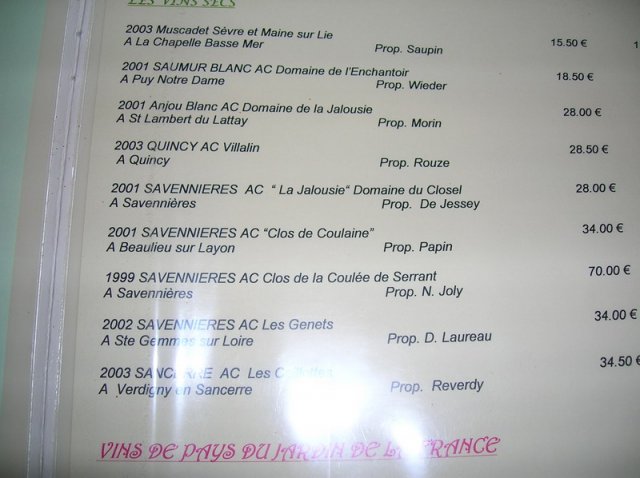 LES VINS SECS
2003 Muscadet Sèvre et Maine sur Lie
A La Chapelle Basse Mer Prop. Saupin 15.50 €
2001 SAUMUR BLANC AC Domaine de l'Enchantoir
A Puy Notre Dame Prop. Wieder 18.50 €
2001 Anjou Blanc AC Domaine de la Jalousie
A St Lambert du Lattay Prop. Morin 28.00 €
2003 QUINCY AC Villalin
A Quincy Prop. Rouze 28.50 €
2001 SAVENNIERES AC " La Jalousie" Domaine du Closel
A Savennières Prop. De Jessey 28.00 €
2001 SAVENNIERES AC "Clos de Coulaine"
A Beaulieu sur Layon Prop. Papin 34.00 €
1999 SAVENNIERES AC Clos de la Coulée de Serrant
A Savennières Prop. N. Joly 70.00 €
2002 SAVENNIERES AC Les Genets
A Ste Gemmes sur Loire Prop. D. Laureau 34.00 €
2003 SANCERRE AC Les
A Verdigny en Sancerre Prop. Reverdy 34.50 €
VINS DE PAYS DU JARDIN DE LA FRANCE